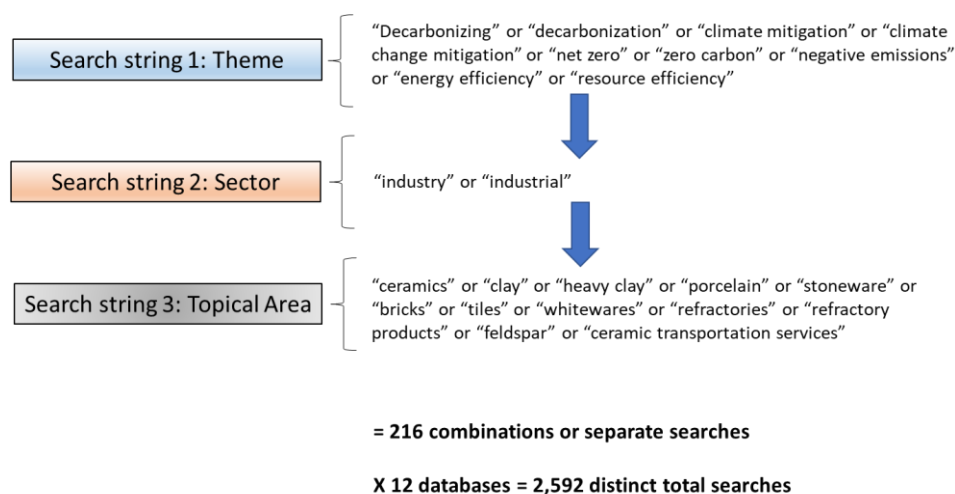 Search string 1: Theme
“Decarbonizing” or “decarbonization” or “climate mitigation” or “climate
change mitigation” or “net zero” or “zero carbon” or “negative emissions”
or “energy efficiency” or “resource efficiency”
Search string 2: Sector
“industry” or “industrial”
Search string 3: Topical Area
“ceramics” or “clay” or “heavy clay” or “porcelain” or “stoneware” or
“bricks” or “tiles” or “whitewares” or “refractories” or “refractory
products” or “feldspar” or “ceramic transportation services”
= 216 combinations or separate searches
X 12 databases = 2,592 distinct total searches